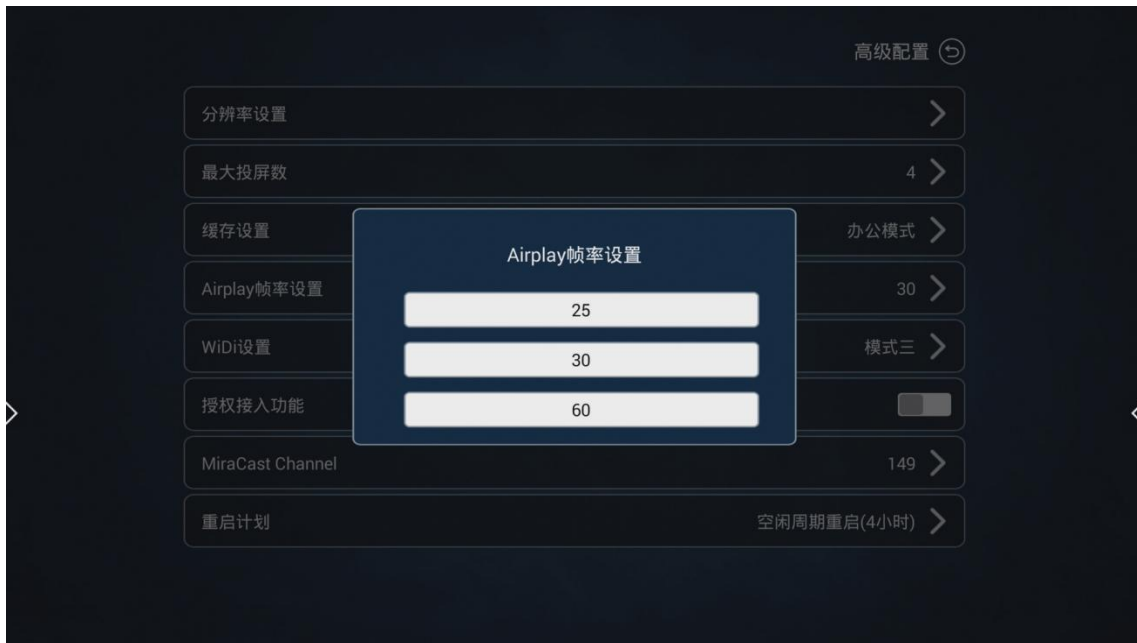 高级配置
分辨率设置
最大投屏数 4
缓存设置 办公模式
Airplay帧率设置
Airplay帧率设置 30
25
WiDi设置 模式三
30
授权接入功能
60
MiraCast Channel 149
重启计划 空闲周期重启(4小时)